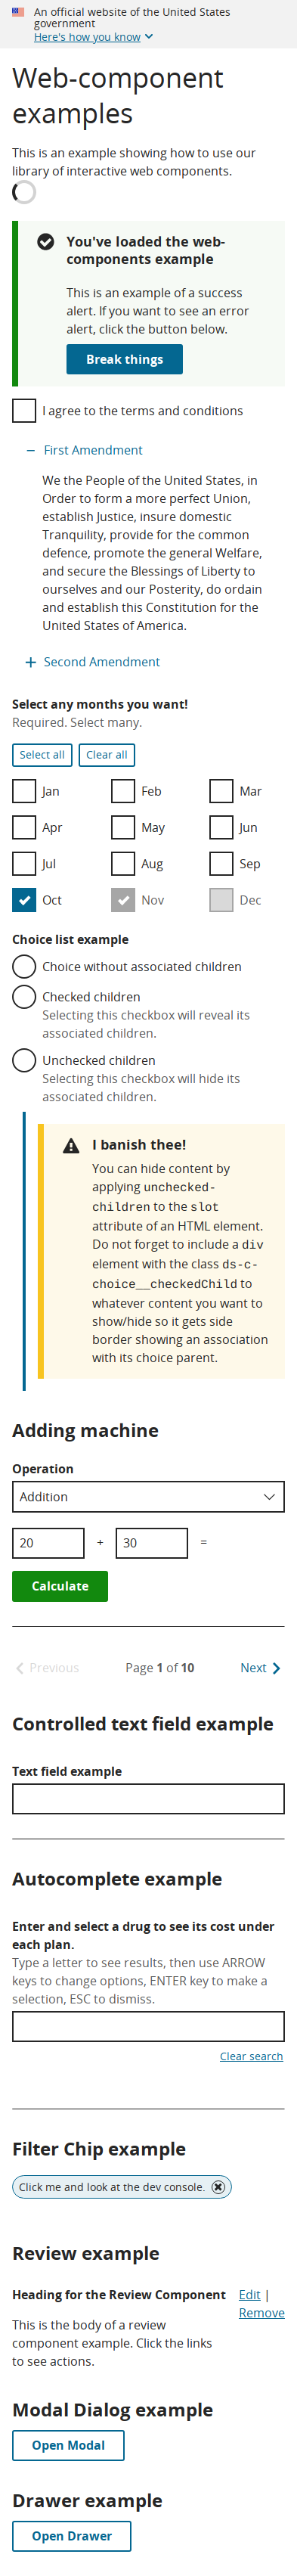 An official website of the United States
government
Here's how you know
Web-component
examples
This is an example showing how to use our
library of interactive web components.
You've loaded the web-
components example
This is an example of a success
alert. If you want to see an error
alert, click the button below.
Break things
I agree to the terms and conditions
First Amendment
We the People of the United States, in
Order to form a more perfect Union,
establish Justice, insure domestic
Tranquility, provide for the common
defence, promote the general Welfare,
and secure the Blessings of Liberty to
ourselves and our Posterity, do ordain
and establish this Constitution for the
United States of America.
Second Amendment
Select any months you want!
Required. Select many.
Select all Clear all
Jan Feb Mar
Apr May Jun
Jul Aug Sep
Oct Nov Dec
Choice list example
Choice without associated children
Checked children
Selecting this checkbox will reveal its
associated children.
Unchecked children
Selecting this checkbox will hide its
associated children.
I banish thee!
You can hide content by
applying unchecked-
children to the slot
attribute of an HTML element.
Do not forget to include a div
element with the class ds-c-
choice__checkedChild to
whatever content you want to
show/hide so it gets side
border showing an association
with its choice parent.
Adding machine
Operation
Addition
20 + 30 =
Calculate
Previous Page 1 of 10 Next
Controlled text field example
Text field example
Autocomplete example
Enter and select a drug to see its cost under
each plan.
Type a letter to see results, then use ARROW
keys to change options, ENTER key to make a
selection, ESC to dismiss.
Clear search
Filter Chip example
Click me and look at the dev console.
Review example
Heading for the Review Component Edit |
Remove
This is the body of a review
component example. Click the links
to see actions.
Modal Dialog example
Open Modal
Drawer example
Open Drawer